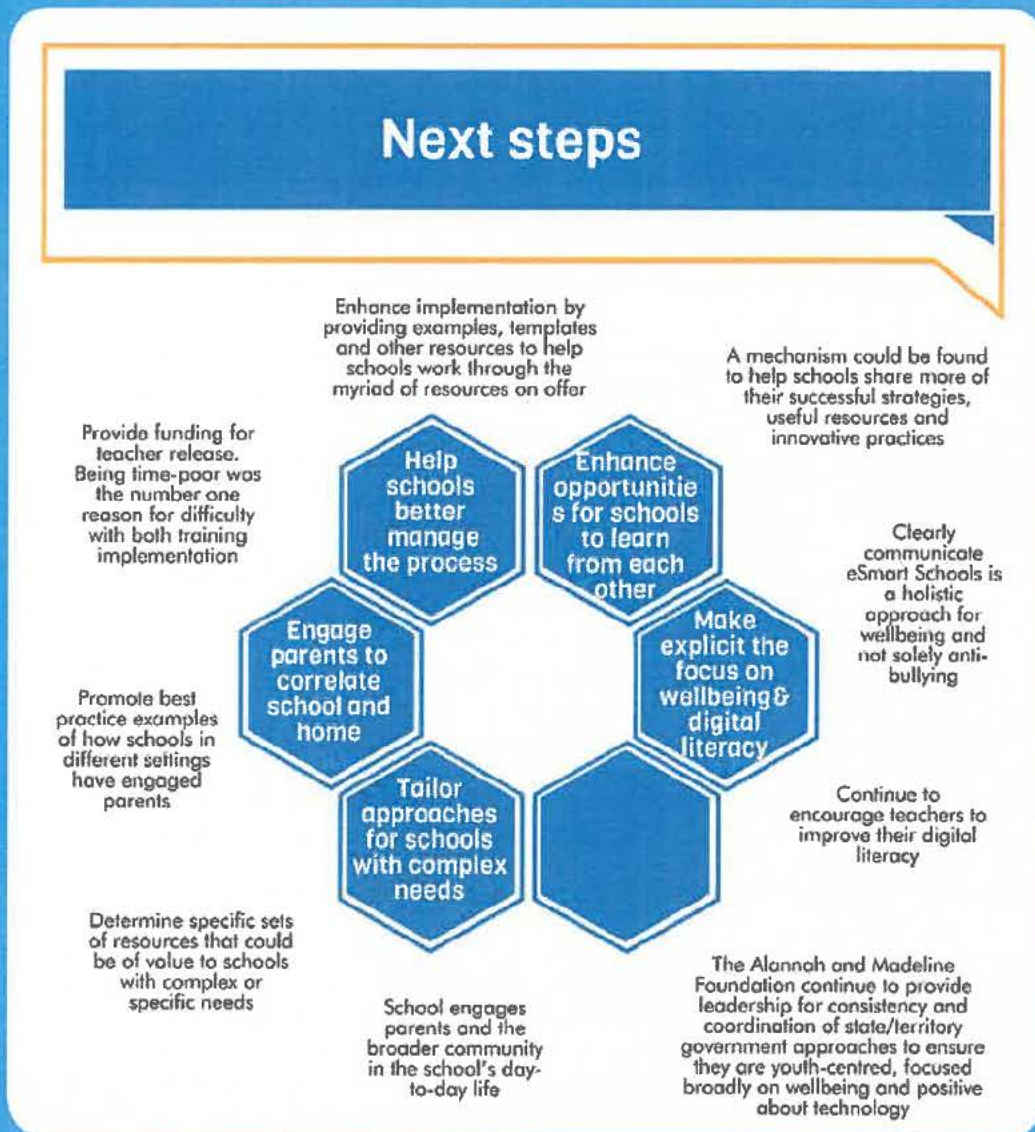 Next steps
Enhance implementation by
providing examples, templates
and other resources to help
schools work through the
myriad of resources on offer
A mechanism could be found
to help schools share more of
their successful strategies,
useful resources and
innovative practices
Provide funding for
teacher release.
Being time-poor was
the number one
reason for difficulty
with both training
implementation
Help
schools
better
manage
the process
Enhance
opportunitie
s for schools
to learn
from each
other
Clearly
communicate
eSmart Schools is
a holistic
approach for
wellbeing and
not solely anti-
bullying
Engage
parents to
correlate
school and
home
Make
explicit the
focus on
wellbeing &
digital
literacy
Promote best
practice examples
of how schools in
different settings
have engaged
parents
Tailor
approaches
for schools
with complex
needs
Continue to
encourage teachers to
improve their digital
literacy
Determine specific sets
of resources that could
be of value to schools
with complex or
specific needs
School engages
parents and the
broader community
in the school's day-
to-day life
The Alannah and Madeline
Foundation continue to provide
leadership for consistency and
coordination of state/territory
government approaches to ensure
they are youth-centred, focused
broadly on wellbeing and positive
about technology